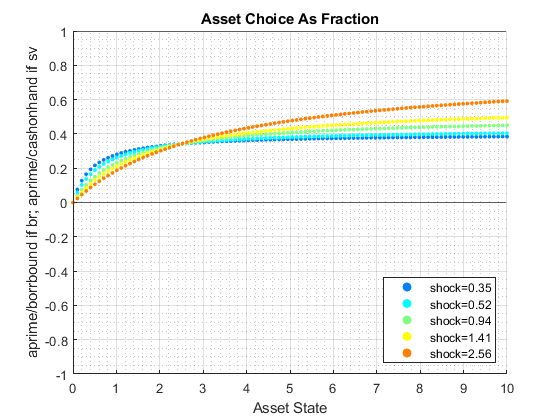 Asset Choice As Fraction
aprime/borrbound if br; aprime/cashonhand if sv
1
0.8
0.6
0.4
0.2
0
-0.2
-0.4
-0.6
-0.8
-1
0 1 2 3 4 5 6 7 8 9 10
Asset State
shock=0.35
shock=0.52
shock=0.94
shock=1.41
shock=2.56